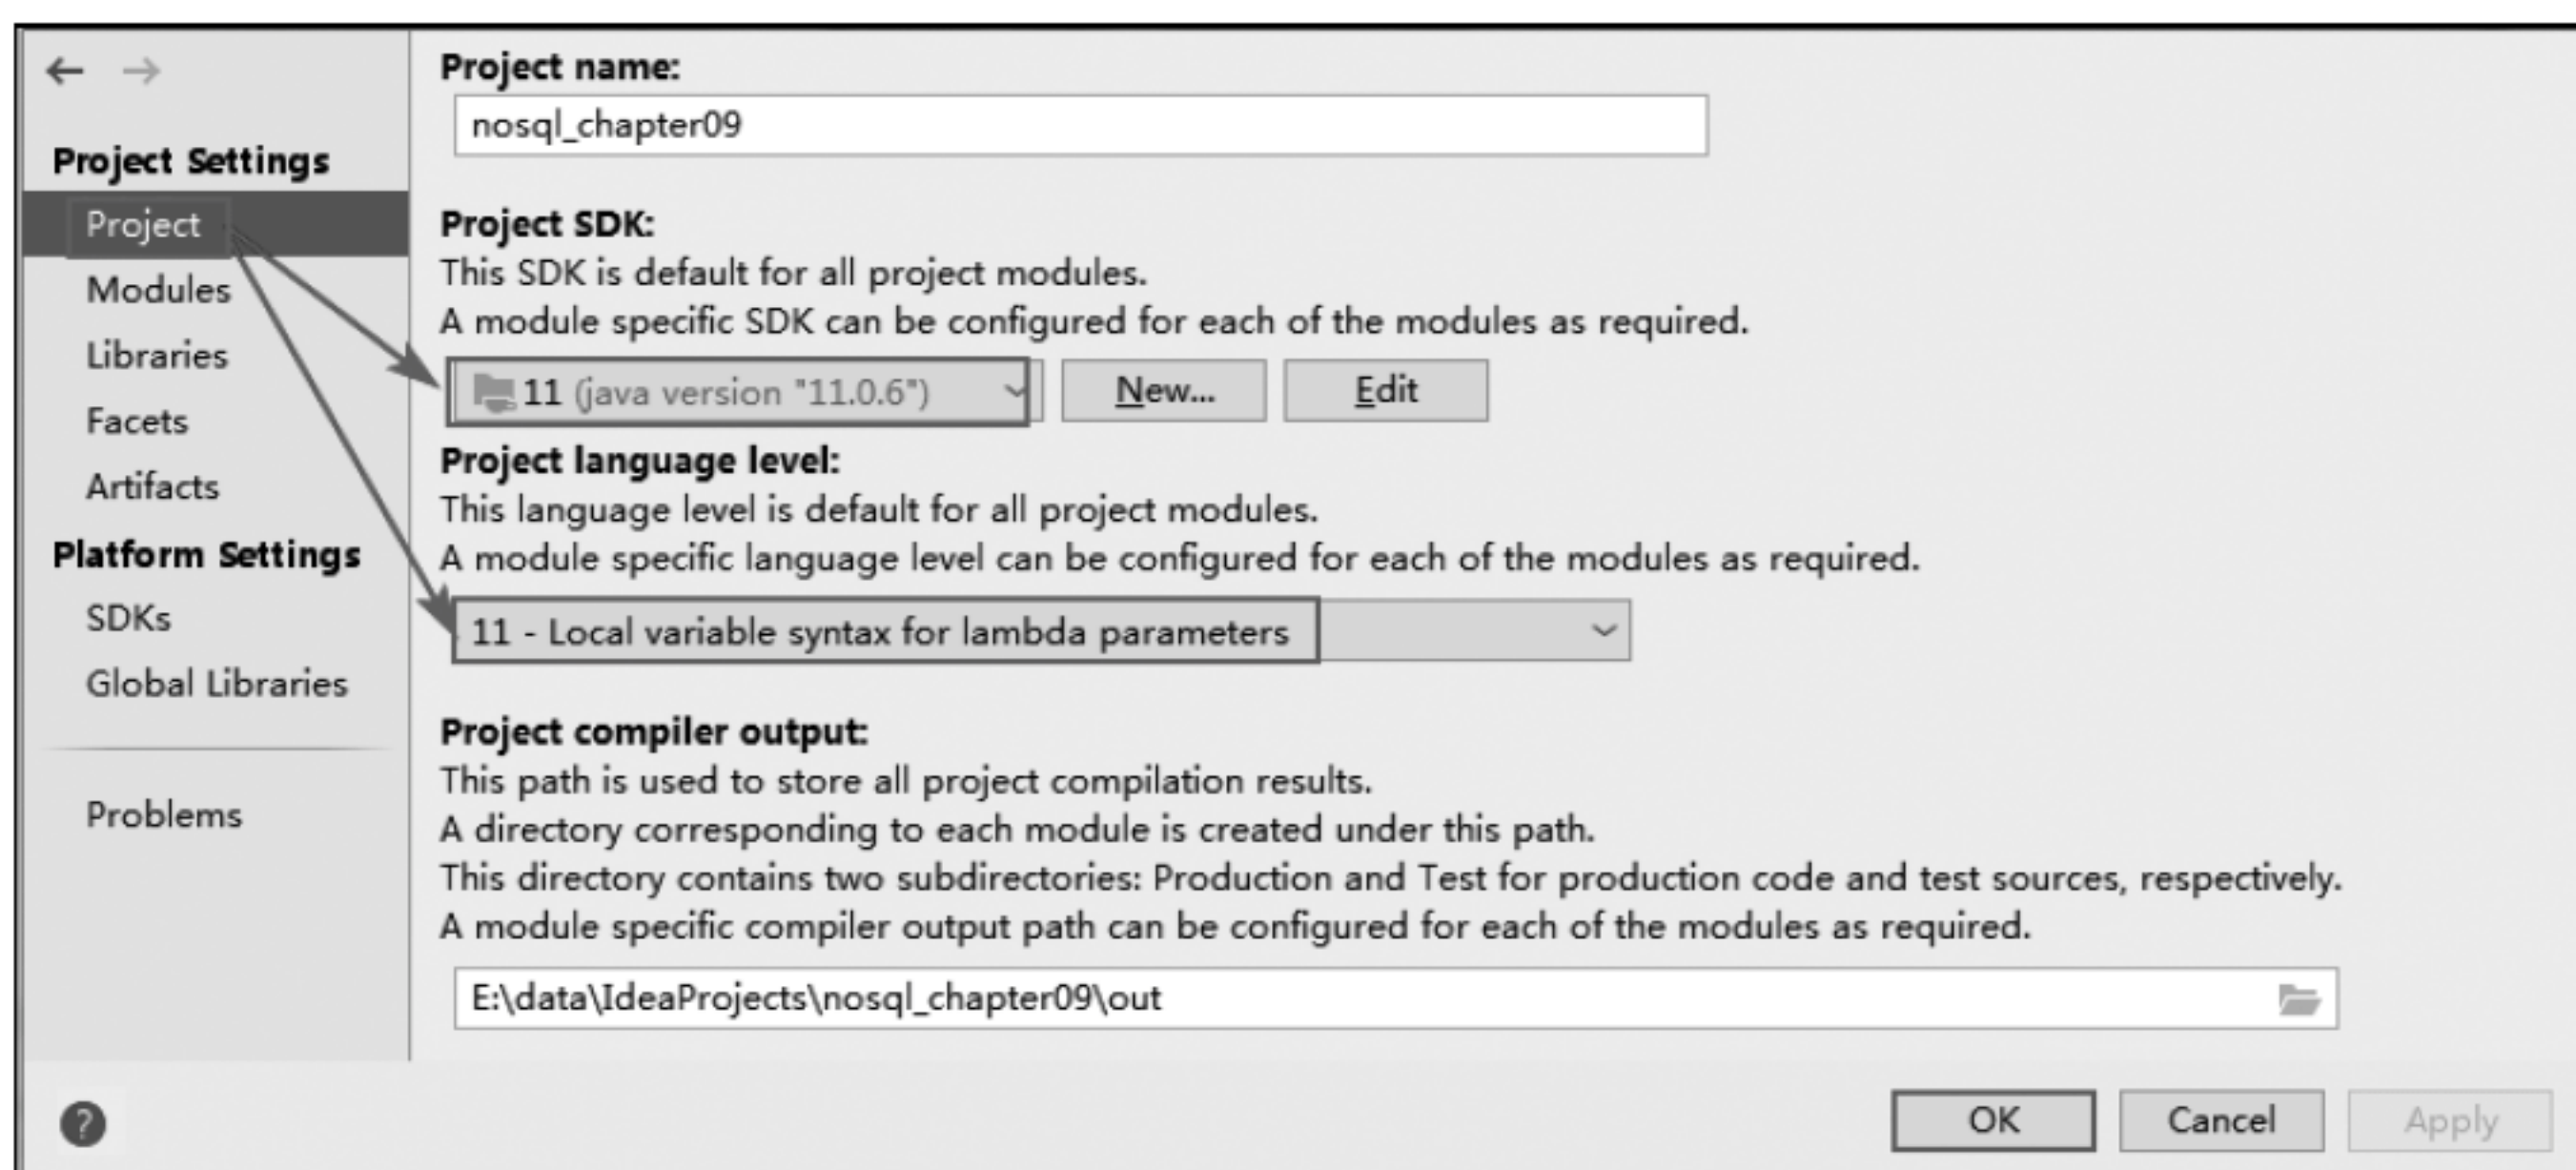 Project Settings
Project
Modules
Libraries
Facets
Artifacts
Platform Settings
SDKs
Global Libraries
Problems
Project name:
nosql_chapter09
Project SDK:
This SDK is default for all project modules.
A module specific SDK can be configured for each of the modules as required.
11 (java version "11.0.6") New... Edit
Project language level:
This language level is default for all project modules.
A module specific language level can be configured for each of the modules as required.
11 - Local variable syntax for lambda parameters
Project compiler output:
This path is used to store all project compilation results.
A directory corresponding to each module is created under this path.
This directory contains two subdirectories: Production and Test for production code and test sources, respectively.
A module specific compiler output path can be configured for each of the modules as required.
E:\data\IdeaProjects\nosql_chapter09\out
? OK Cancel Apply